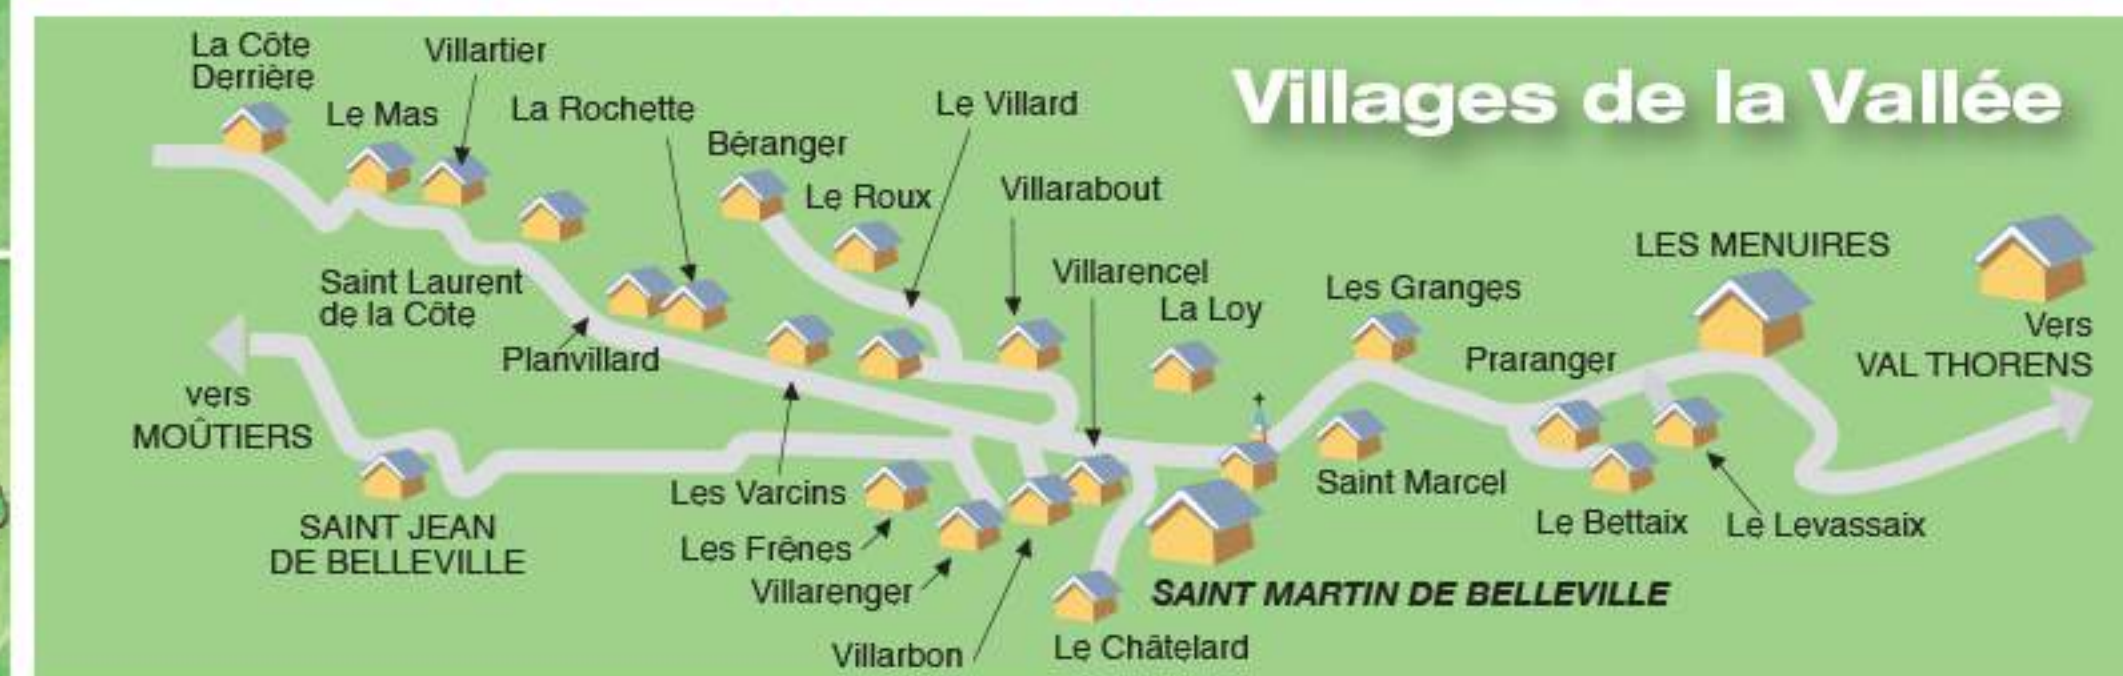 Villages de la Vallée
La Côte
Derrière
Villartier
Le Mas
La Rochette
Béranger
Le Villard
Le Roux
Villarabout
Villarencel
La Loy
Les Granges
LES MENUIRES
Praranger
Vers
VAL THORENS
Saint Laurent
de la Côte
Planvillard
vers
MOÛTIERS
SAINT JEAN
DE BELLEVILLE
Les Varcins
Les Frênes
Villarenger
Villarbon
Le Châtelard
SAINT MARTIN DE BELLEVILLE
Saint Marcel
Le Bettaix
Le Levassaix